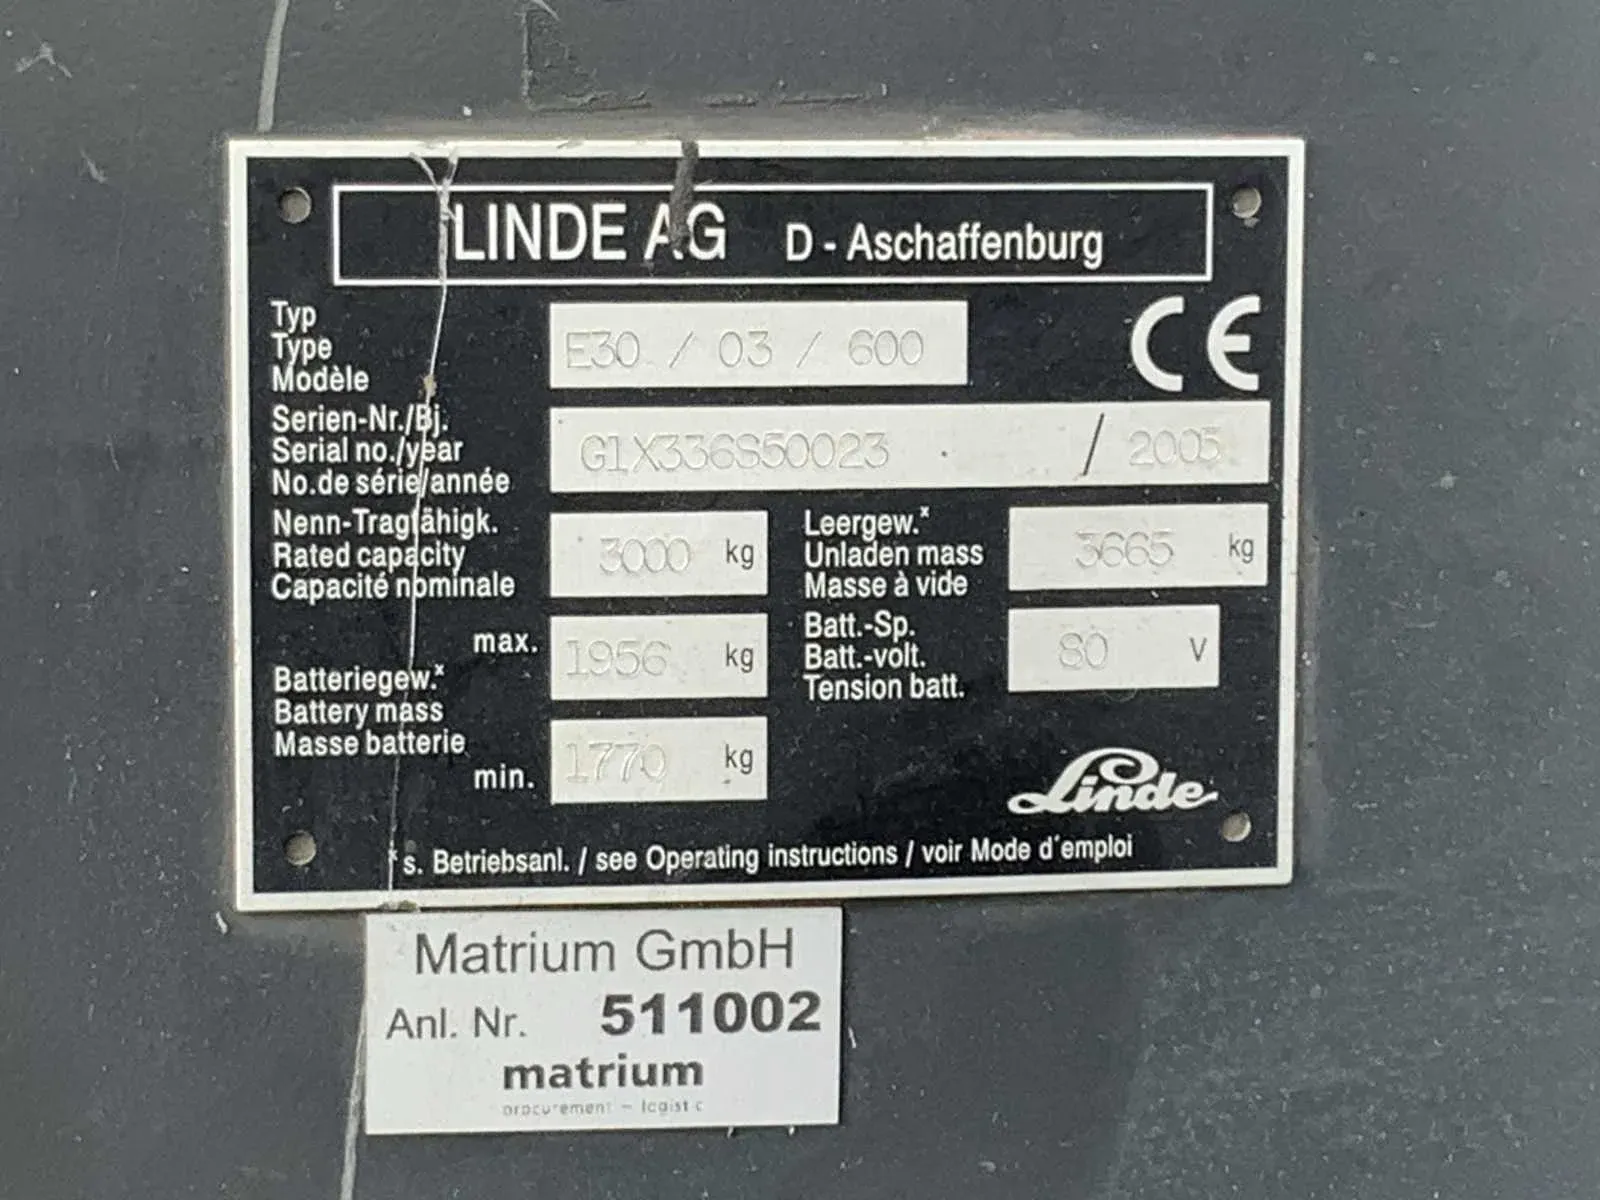 LINDE AG D - Aschaffenburg
Typ
Type
Modèle
E30 / 03 / 600
CE
Serien-Nr./Bj.
Serial no./year
No.de série/année
G1X336S50023 / 2005
Nenn-Tragfähigk.
Rated capacity
Capacité nominale
3000 kg
Leergew.*
Unladen mass
Masse à vide
3665 kg
Batteriegew.*
Battery mass
Masse batterie
max. 1956 kg
min. 1770 kg
Batt.-Sp.
Batt.-volt.
Tension batt.
80 V
Linde
*s. Betriebsanl. / see Operating instructions / voir Mode d'emploi
Matrium GmbH
Anl. Nr. 511002
matrium
procurement – logistic